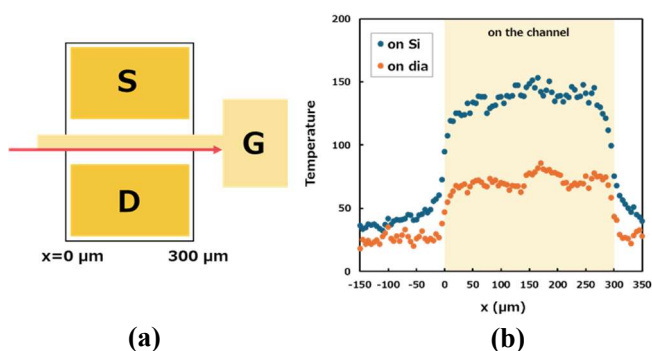 S
G
D
x=0 μm
300 μm
(a)
on the channel
on Si
on dia
Temperature
200
150
100
50
0
-150 -100 -50 0 50 100 150 200 250 300 350
x (μm)
(b)